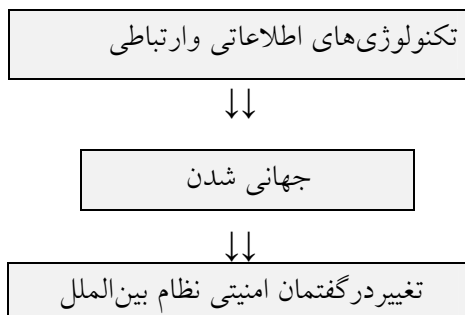 تکنولوژی‌های اطلاعاتی وارتباطی
↓↓
جهانی شدن
↓↓
تغییردرگفتمان امنیتی نظام بین‌الملل